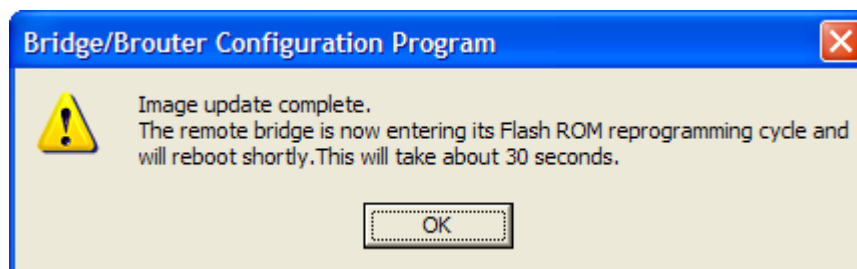 Bridge/Brouter Configuration Program
Image update complete.
The remote bridge is now entering its Flash ROM reprogramming cycle and
will reboot shortly.This will take about 30 seconds.
OK